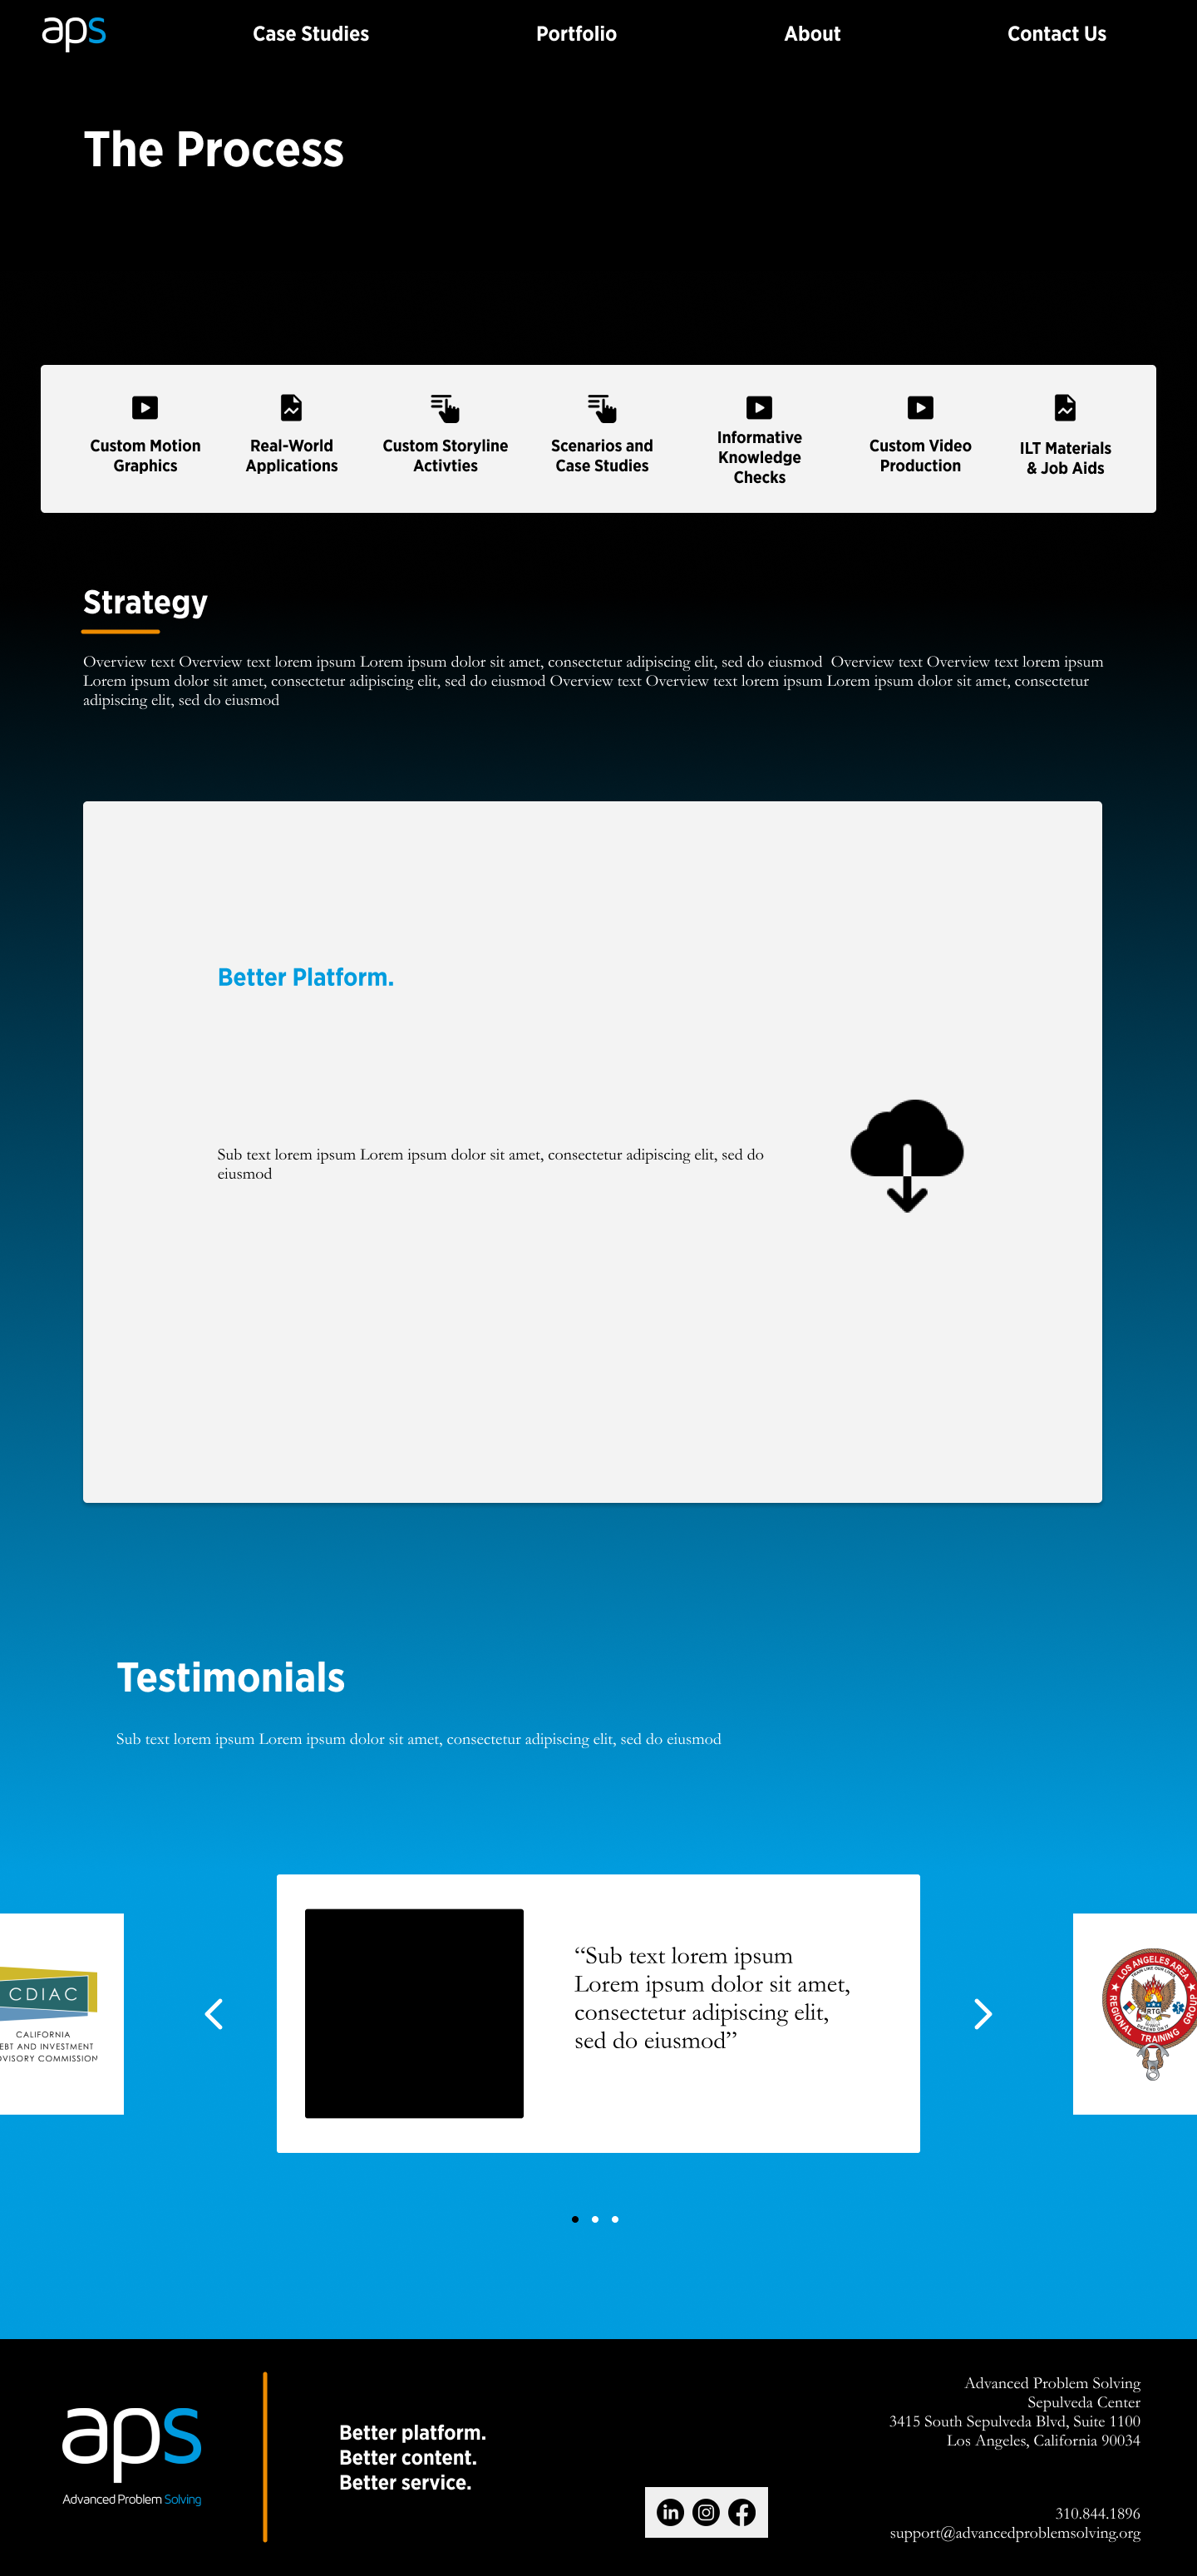 aps
Case Studies
Portfolio
About
Contact Us
The Process
Custom Motion
Graphics
Real-World
Applications
Custom Storyline
Activties
Scenarios and
Case Studies
Informative
Knowledge
Checks
Custom Video
Production
ILT Materials
& Job Aids
Strategy
Overview text Overview text lorem ipsum Lorem ipsum dolor sit amet, consectetur adipiscing elit, sed do eiusmod  Overview text Overview text lorem ipsum
Lorem ipsum dolor sit amet, consectetur adipiscing elit, sed do eiusmod Overview text Overview text lorem ipsum Lorem ipsum dolor sit amet, consectetur
adipiscing elit, sed do eiusmod
Better Platform.
Sub text lorem ipsum Lorem ipsum dolor sit amet, consectetur adipiscing elit, sed do
eiusmod
Testimonials
Sub text lorem ipsum Lorem ipsum dolor sit amet, consectetur adipiscing elit, sed do eiusmod
CDIAC
CALIFORNIA
EBT AND INVESTMENT
DVISORY COMMISSION
“Sub text lorem ipsum
Lorem ipsum dolor sit amet,
consectetur adipiscing elit,
sed do eiusmod”
LOS ANGELES AREA
REGIONAL TRAINING GROUP
RTG
aps
Advanced Problem Solving
Better platform.
Better content.
Better service.
in
Advanced Problem Solving
Sepulveda Center
3415 South Sepulveda Blvd, Suite 1100
Los Angeles, California 90034
310.844.1896
support@advancedproblemsolving.org